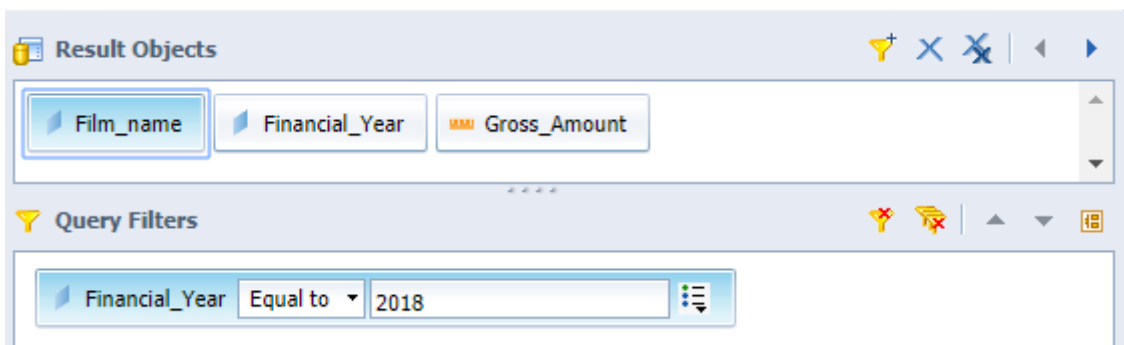 Result Objects
Film_name Financial_Year Gross_Amount
Query Filters
Financial_Year Equal to 2018